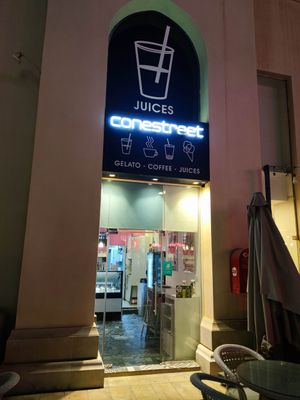 JUICES
conestreet
GELATO - COFFEE - JUICES